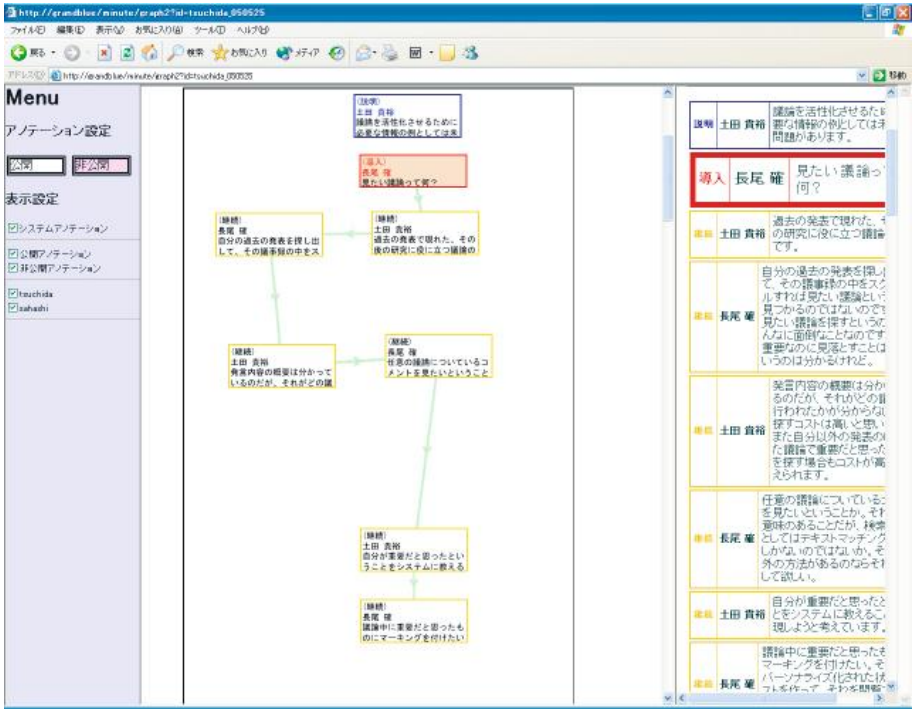 http://grandblue/minute/graph2?id=tsuchida_050525
ファイル(F) 編集(E) 表示(V) お気に入り(A) ツール(T) ヘルプ(H)
戻る 検索 お気に入り メディア
アドレス(D) http://grandblue/minute/graph2?id=tsuchida_050525 移動
Menu
アノテーション設定
公開 非公開
表示設定
システムアノテーション
公開アノテーション
非公開アノテーション
tsuchida
sahashi
(説明)
土田 貴裕
議論を活性化させるために
必要な情報の例としては未
(導入)
長尾 確
見たい議論って何?
(継続)
土田 貴裕
過去の発表で現れた、その
後の研究に役に立つ議論の
(継続)
長尾 確
自分の過去の発表を探し出
して、その議事録の中をス
(継続)
土田 貴裕
発言内容の概要は分かって
いるのだが、それがどの議
(継続)
長尾 確
任意の議論についているコ
メントを見たいということ
(継続)
土田 貴裕
自分が重要だと思ったとい
うことをシステムに教える
(継続)
長尾 確
議論中に重要だと思ったも
のにマーキングを付けたい
説明 土田 貴裕
議論を活性化させるため
要な情報の例としては未
問題があります。
導入 長尾 確
見たい議論っ
何?
継続 土田 貴裕
過去の発表で現れた、そ
の研究に役に立つ議論
です。
継続 長尾 確
自分の過去の発表を探し
て、その議事録の中をスク
ルすれば見たい議論とい
見つかるのではないのです
見たい議論を探すというの
んなに面倒なことなのです
重要なのに見落とすことは
いうのは分かるけれど。
継続 土田 貴裕
発言内容の概要は分か
るのだが、それがどの議
行われたかが分からない
探すコストは高いと思い
また自分以外の発表の
た議論で重要だと思った
を探す場合もコストが高
えられます。
継続 長尾 確
任意の議論についているコ
を見たいということか。それ
意味のあることだが、検索
としてはテキストマッチング
しかないのではないか。そ
外の方法があるのならそれ
して欲しい。
継続 土田 貴裕
自分が重要だと思ったと
とをシステムに教えるこ
現しようと考えています。
継続 長尾 確
議論中に重要だと思ったも
マーキングを付けたい。そ
パーソナライズ化された状
ストを作って、それを閲覧